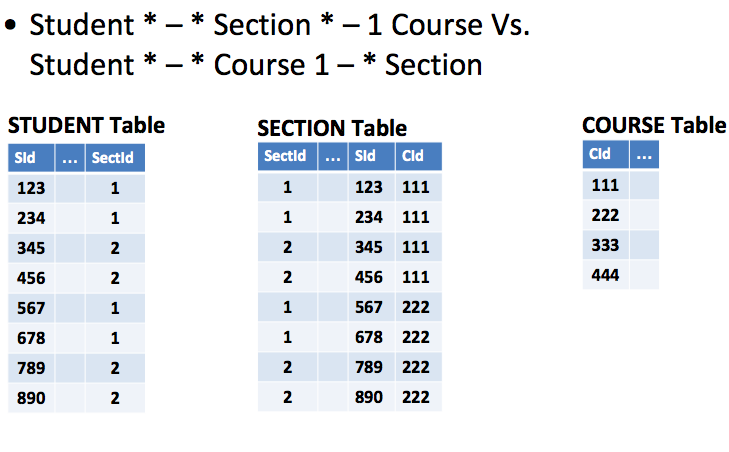 • Student * – * Section * – 1 Course Vs.
Student * – * Course 1 – * Section
STUDENT Table
SId ... SectId
123 1
234 1
345 2
456 2
567 1
678 1
789 2
890 2
SECTION Table
SectId ... SId CId
1 123 111
1 234 111
2 345 111
2 456 111
1 567 222
1 678 222
2 789 222
2 890 222
COURSE Table
CId ...
111
222
333
444